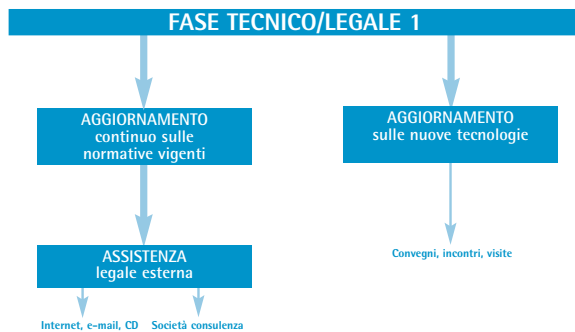 FASE TECNICO/LEGALE 1
AGGIORNAMENTO
continuo sulle
normative vigenti
AGGIORNAMENTO
sulle nuove tecnologie
ASSISTENZA
legale esterna
Convegni, incontri, visite
Internet, e-mail, CD
Società consulenza